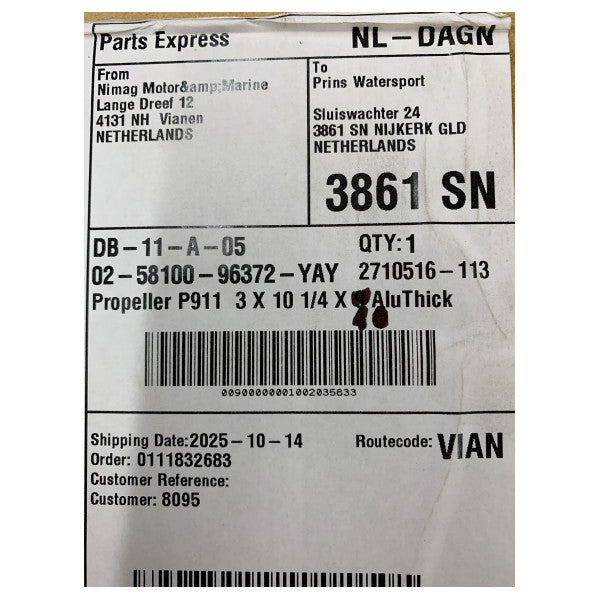 Parts Express
NL-DAGN
From
Nimag Motor&amp;Marine
Lange Dreef 12
4131 NH Vianen
NETHERLANDS
To
Prins Watersport
Sluiswachter 24
3861 SN NIJKERK GLD
NETHERLANDS
3861 SN
DB-11-A-05
QTY:1
02-58100-96372-YAY 2710516-113
Propeller P911 3 X 10 1/4 X AluThick
10
00900000001002035833
Shipping Date:2025-10-14
Routecode: VIAN
Order: 0111832683
Customer Reference:
Customer: 8095